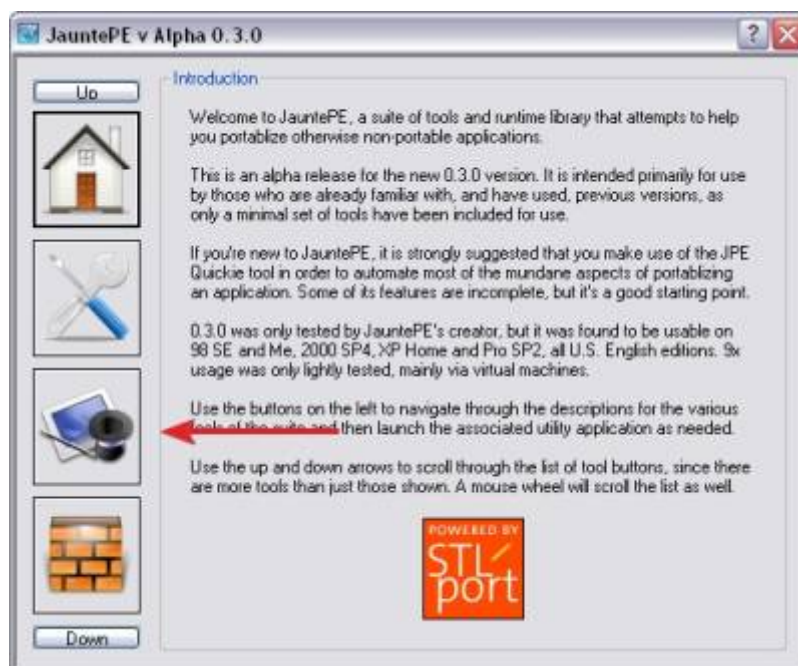 JauntePE v Alpha 0.3.0
Up
Introduction
Welcome to JauntePE, a suite of tools and runtime library that attempts to help
you portablize otherwise non-portable applications.
This is an alpha release for the new 0.3.0 version. It is intended primarily for use
by those who are already familiar with, and have used, previous versions, as
only a minimal set of tools have been included for use.
If you're new to JauntePE, it is strongly suggested that you make use of the JPE
Quickie tool in order to automate most of the mundane aspects of portablizing
an application. Some of its features are incomplete, but it's a good starting point.
0.3.0 was only tested by JauntePE's creator, but it was found to be usable on
98 SE and Me, 2000 SP4, XP Home and Pro SP2, all U.S. English editions. 9x
usage was only lightly tested, mainly via virtual machines.
Use the buttons on the left to navigate through the descriptions for the various
tools of the suite and then launch the associated utility application as needed.
Use the up and down arrows to scroll through the list of tool buttons, since there
are more tools than just those shown. A mouse wheel will scroll the list as well.
POWERED BY
STL
port
Down